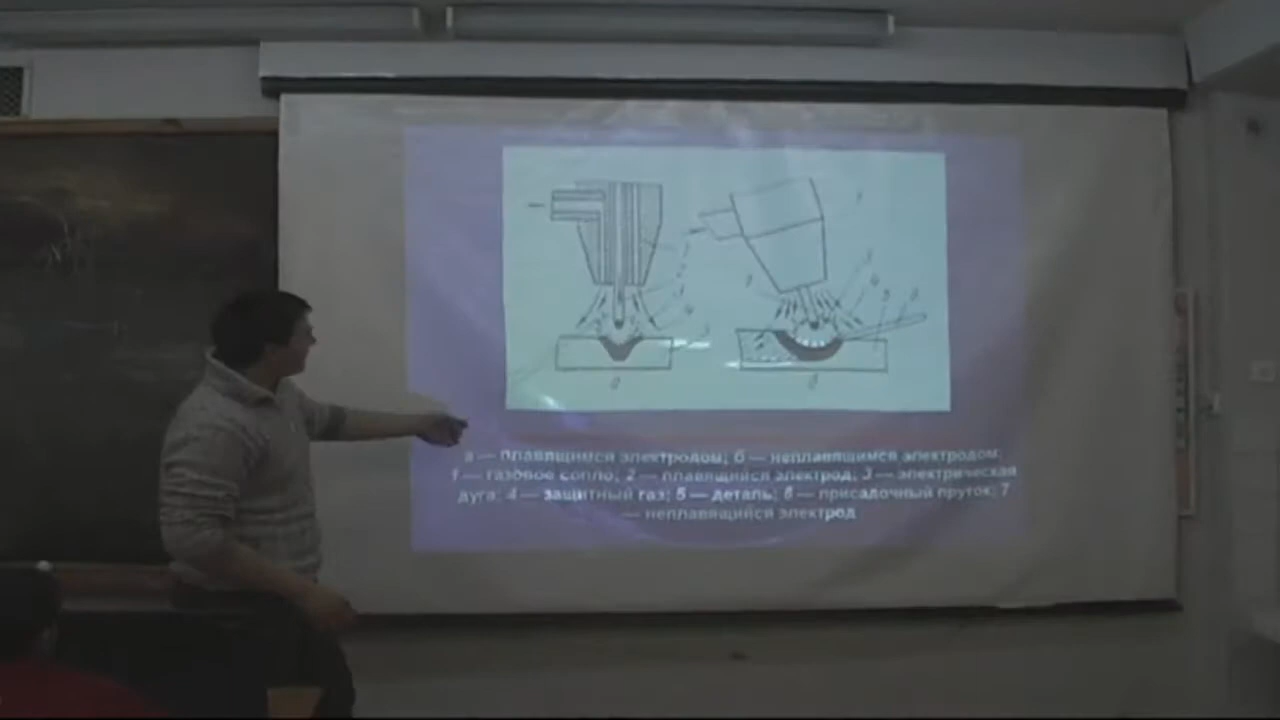 а — плавящимся электродом; б — неплавящимся электродом;
1 — газовое сопло; 2 — плавящийся электрод; 3 — электрическая
дуга; 4 — защитный газ; 5 — деталь; 6 — присадочный пруток; 7
— неплавящийся электрод